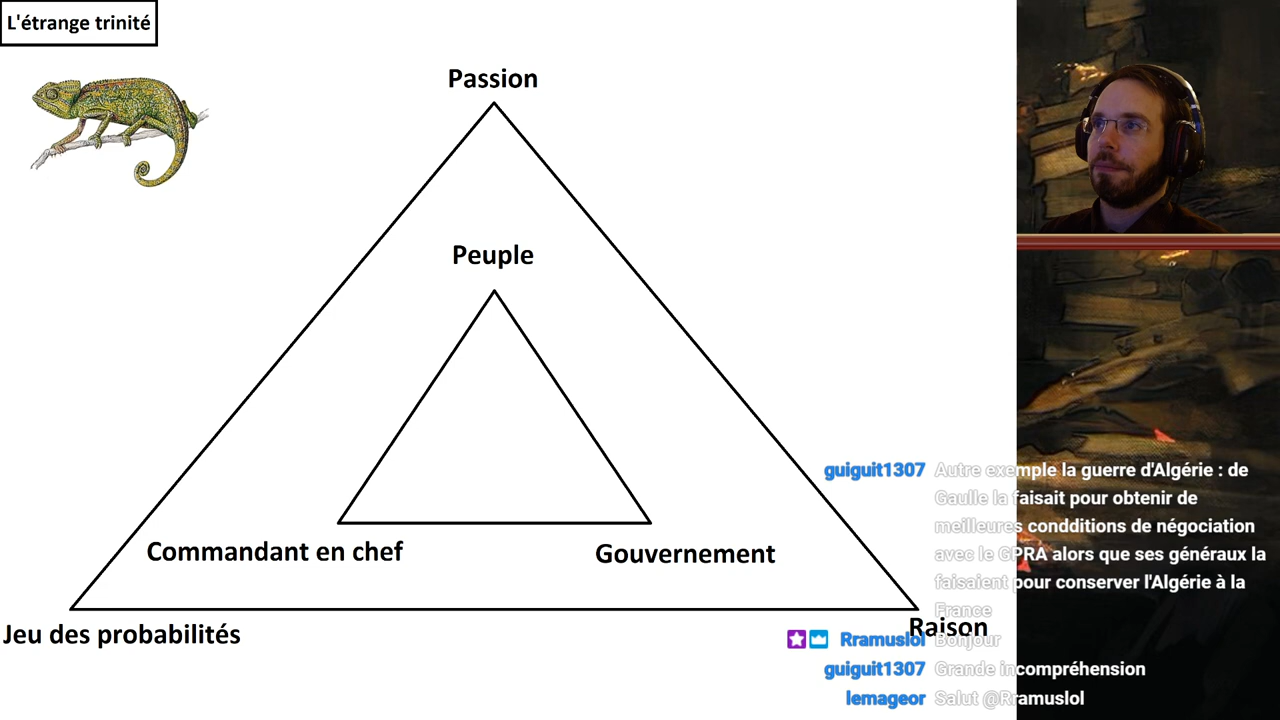 L'étrange trinité
Passion
Peuple
Commandant en chef
Gouvernement
Jeu des probabilités
Raison
guiguit1307 Autre exemple la guerre d'Algérie : de
Gaulle la faisait pour obtenir de
meilleures condditions de négociation
avec le GPRA alors que ses généraux la
faisaient pour conserver l'Algérie à la
France
Rramuslol Bonjour
guiguit1307 Grande incompréhension
lemageor Salut @Rramuslol